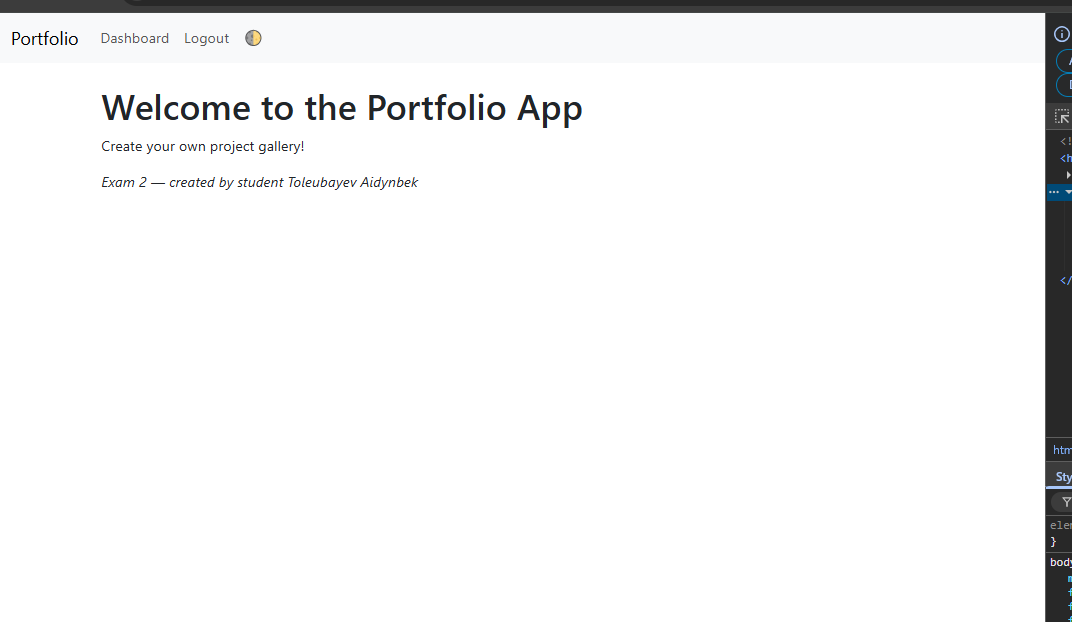 Portfolio Dashboard Logout
Welcome to the Portfolio App
Create your own project gallery!
Exam 2 — created by student Toleubayev Aidynbek
<!
<h
</
htm
Sty
elem
}
body